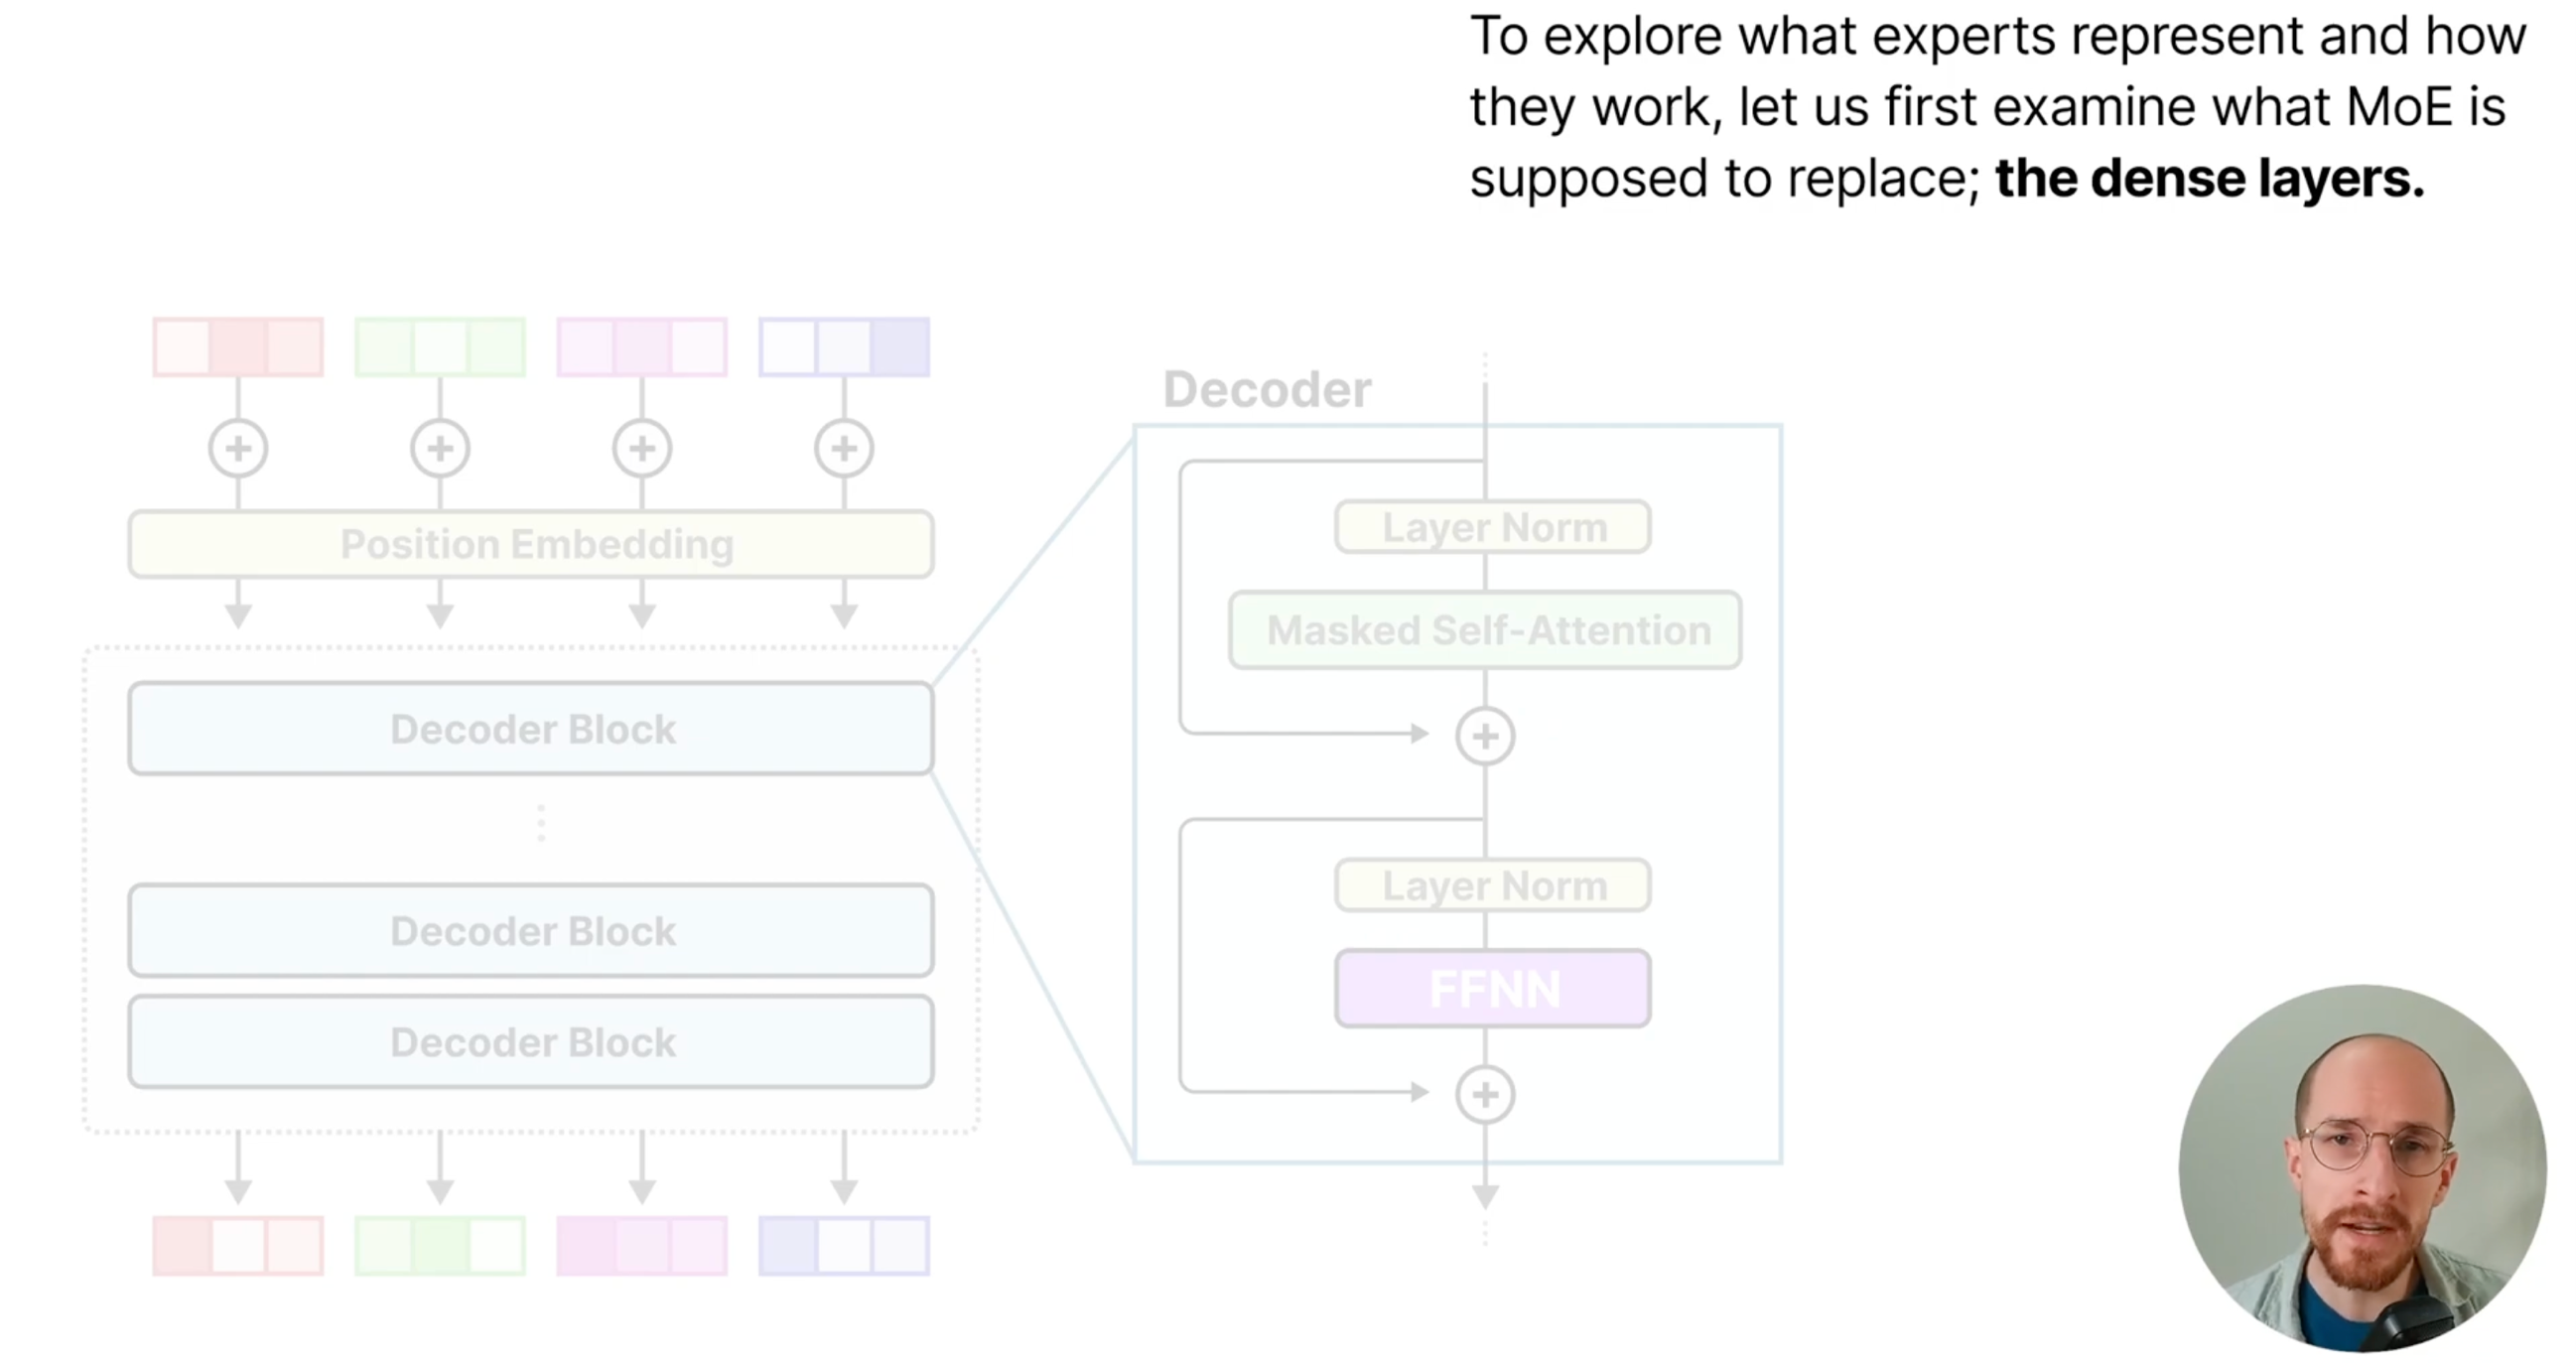 To explore what experts represent and how
they work, let us first examine what MoE is
supposed to replace; the dense layers.
Decoder
Position Embedding
Decoder Block
Decoder Block
Decoder Block
Layer Norm
Masked Self-Attention
Layer Norm
FFNN